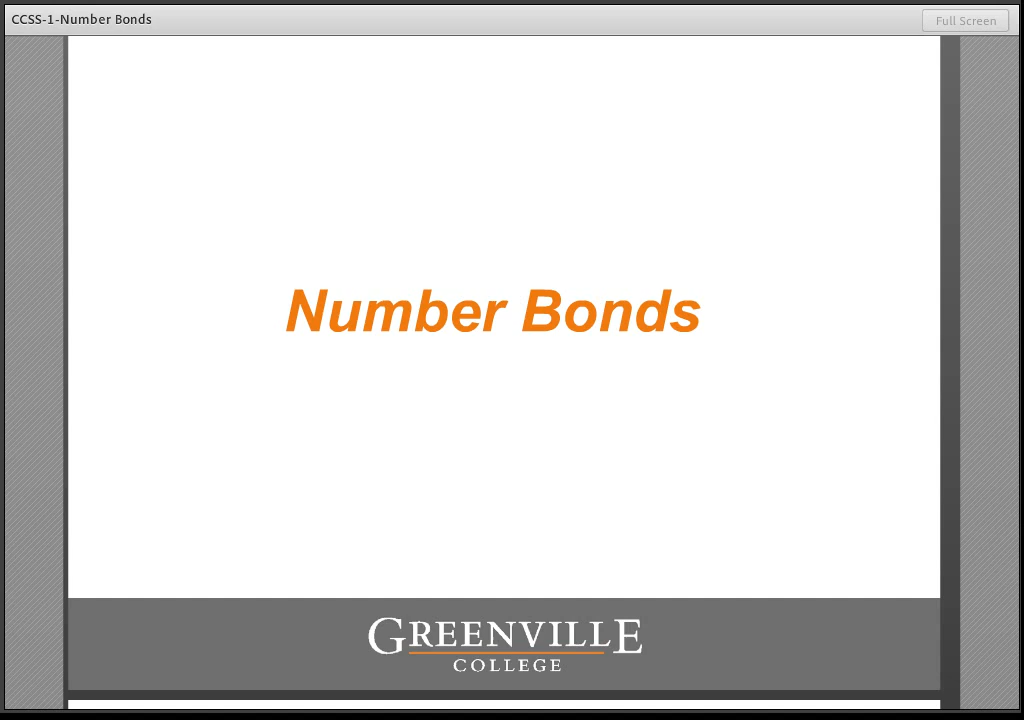 CCSS-1-Number Bonds
Full Screen
Number Bonds
GREENVILLE
COLLEGE